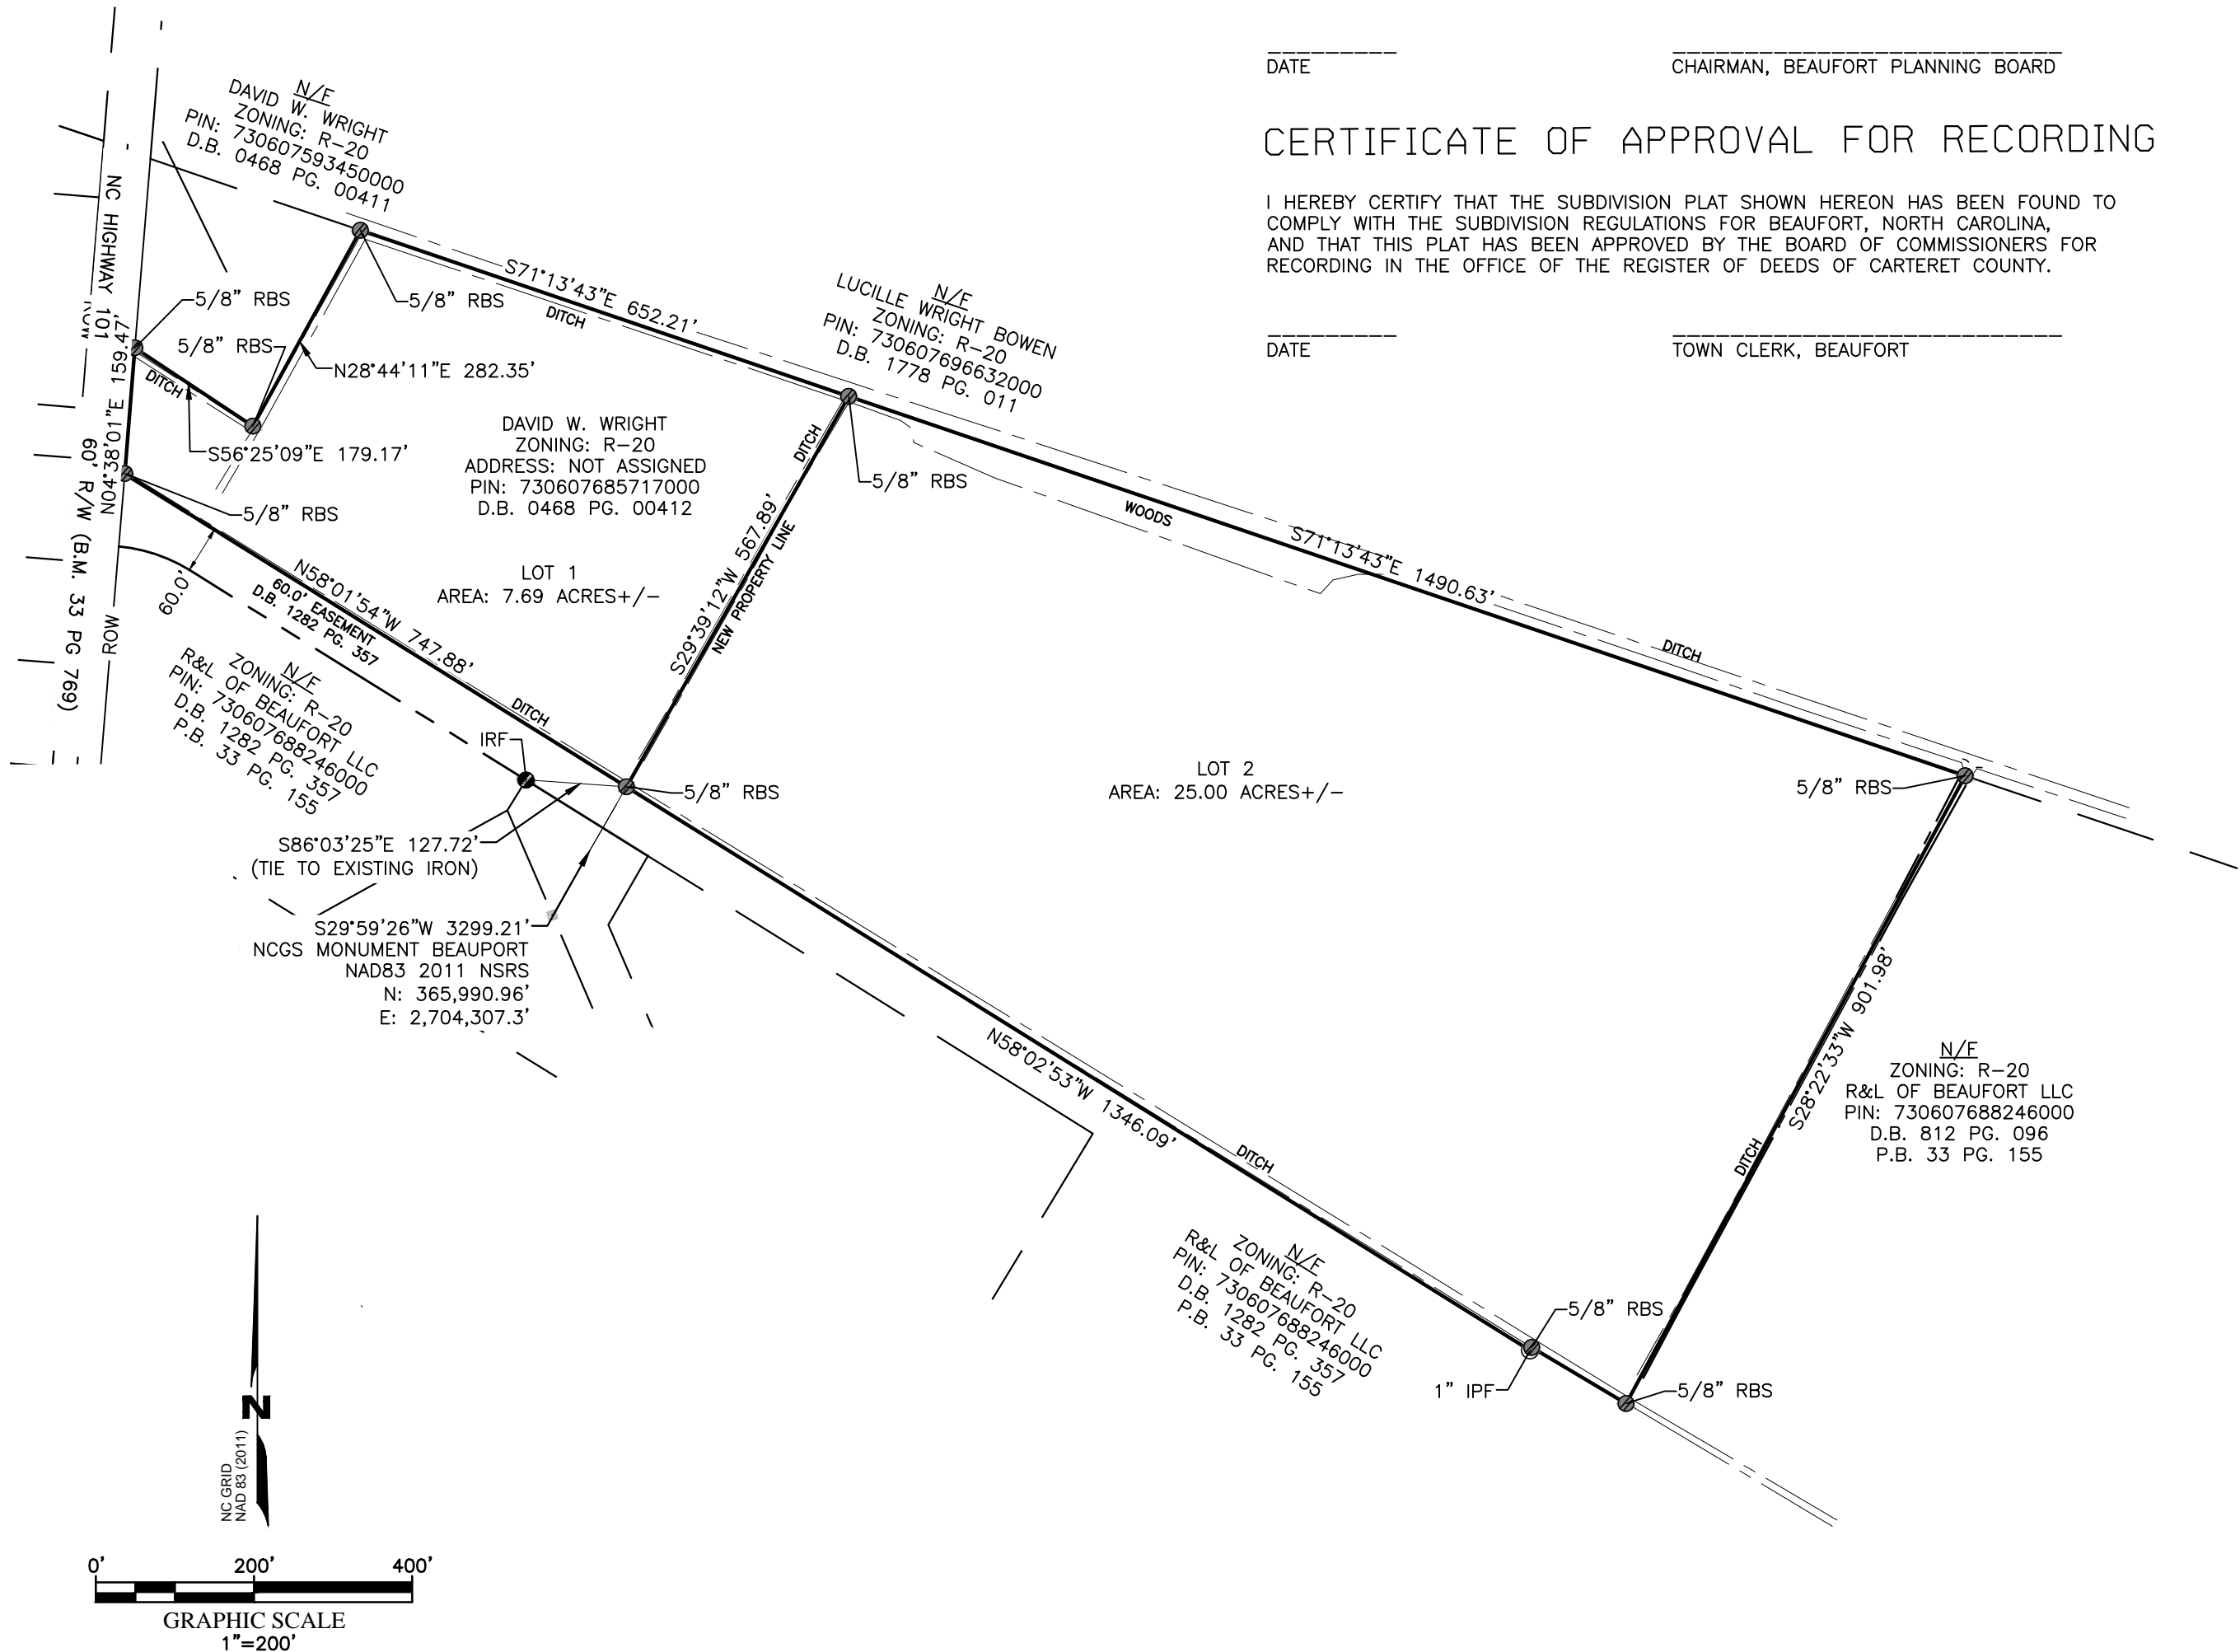 DATE
CHAIRMAN, BEAUFORT PLANNING BOARD
CERTIFICATE OF APPROVAL FOR RECORDING
I HEREBY CERTIFY THAT THE SUBDIVISION PLAT SHOWN HEREON HAS BEEN FOUND TO
COMPLY WITH THE SUBDIVISION REGULATIONS FOR BEAUFORT, NORTH CAROLINA,
AND THAT THIS PLAT HAS BEEN APPROVED BY THE BOARD OF COMMISSIONERS FOR
RECORDING IN THE OFFICE OF THE REGISTER OF DEEDS OF CARTERET COUNTY.
DATE
TOWN CLERK, BEAUFORT
N/F
DAVID W. WRIGHT
ZONING: R-20
PIN: 730607593450000
D.B. 0468 PG. 00411
NC HIGHWAY 101
ROW
60' R/W (B.M. 33 PG 769)
N04°38'01"E 159.47'
ROW
5/8" RBS
5/8" RBS
5/8" RBS
DITCH
N28°44'11"E 282.35'
S56°25'09"E 179.17'
5/8" RBS
S71°13'43"E 652.21'
DITCH
N/F
LUCILLE WRIGHT BOWEN
ZONING: R-20
PIN: 730607696632000
D.B. 1778 PG. 011
DAVID W. WRIGHT
ZONING: R-20
ADDRESS: NOT ASSIGNED
PIN: 730607685717000
D.B. 0468 PG. 00412
LOT 1
AREA: 7.69 ACRES+/-
DITCH
5/8" RBS
S29°39'12"W 567.89'
NEW PROPERTY LINE
WOODS
S71°13'43"E 1490.63'
DITCH
60.0'
N58°01'54"W 747.88'
60.0' EASEMENT
D.B. 1282 PG. 357
DITCH
N/F
ZONING: R-20
R&L OF BEAUFORT LLC
PIN: 730607688246000
D.B. 1282 PG. 357
P.B. 33 PG. 155
IRF
5/8" RBS
S86°03'25"E 127.72'
(TIE TO EXISTING IRON)
S29°59'26"W 3299.21'
NCGS MONUMENT BEAUPORT
NAD83 2011 NSRS
N: 365,990.96'
E: 2,704,307.3'
LOT 2
AREA: 25.00 ACRES+/-
5/8" RBS
S28°22'33"W 901.98'
DITCH
N/F
ZONING: R-20
R&L OF BEAUFORT LLC
PIN: 730607688246000
D.B. 812 PG. 096
P.B. 33 PG. 155
N58°02'53"W 1346.09'
DITCH
N/F
ZONING: R-20
R&L OF BEAUFORT LLC
PIN: 730607688246000
D.B. 1282 PG. 357
P.B. 33 PG. 155
5/8" RBS
1" IPF
5/8" RBS
N
NC GRID
NAD 83 (2011)
0' 200' 400'
GRAPHIC SCALE
1"=200'